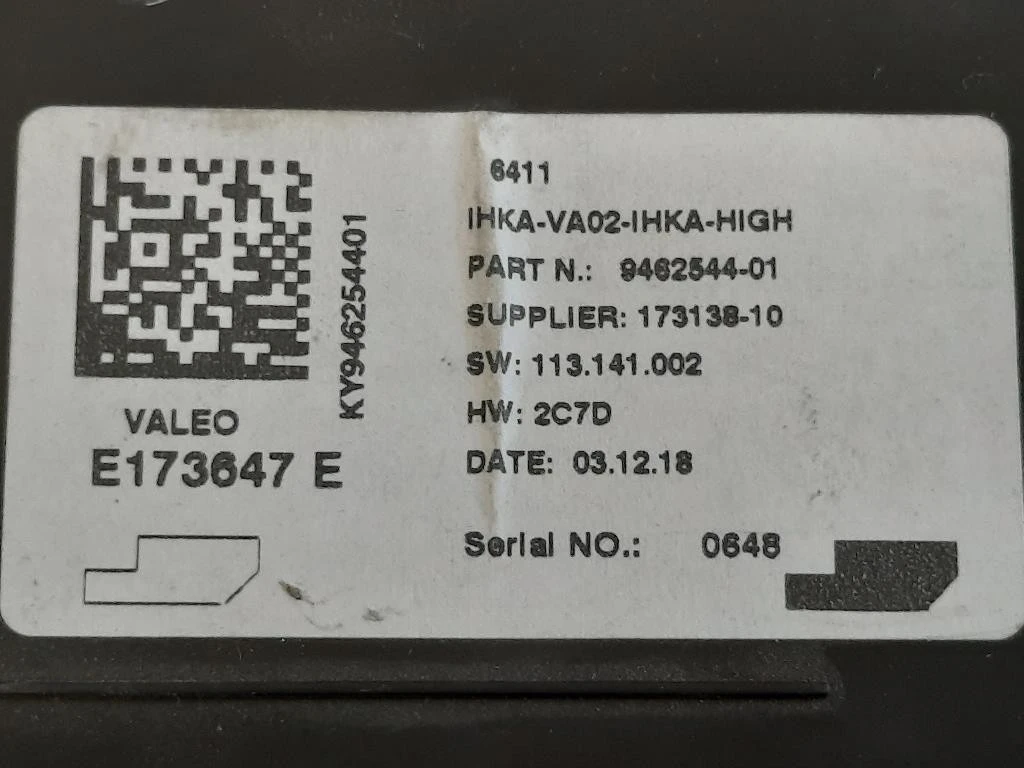 6411
IHKA-VA02-IHKA-HIGH
PART N.: 9462544-01
SUPPLIER: 173138-10
SW: 113.141.002
HW: 2C7D
DATE: 03.12.18
Serial NO.: 0648
KY946254401
VALEO
E173647 E